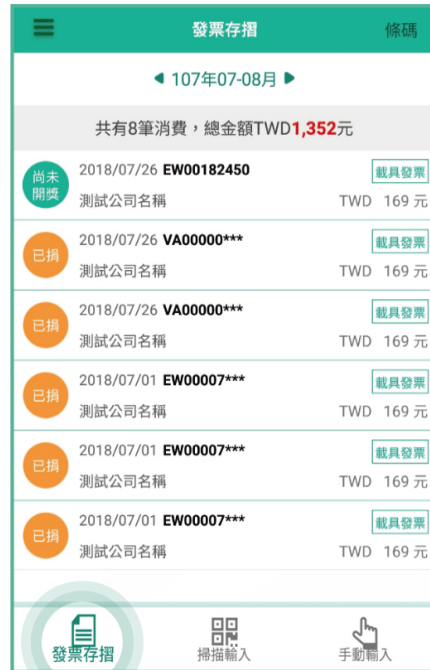 發票存摺 條碼
107年07-08月
共有8筆消費，總金額TWD1,352元
尚未開獎
2018/07/26 EW00182450 載具發票
測試公司名稱 TWD 169 元
已捐
2018/07/26 VA00000*** 載具發票
測試公司名稱 TWD 169 元
已捐
2018/07/26 VA00000*** 載具發票
測試公司名稱 TWD 169 元
已捐
2018/07/01 EW00007*** 載具發票
測試公司名稱 TWD 169 元
已捐
2018/07/01 EW00007*** 載具發票
測試公司名稱 TWD 169 元
已捐
2018/07/01 EW00007*** 載具發票
測試公司名稱 TWD 169 元
發票存摺 掃描輸入 手動輸入